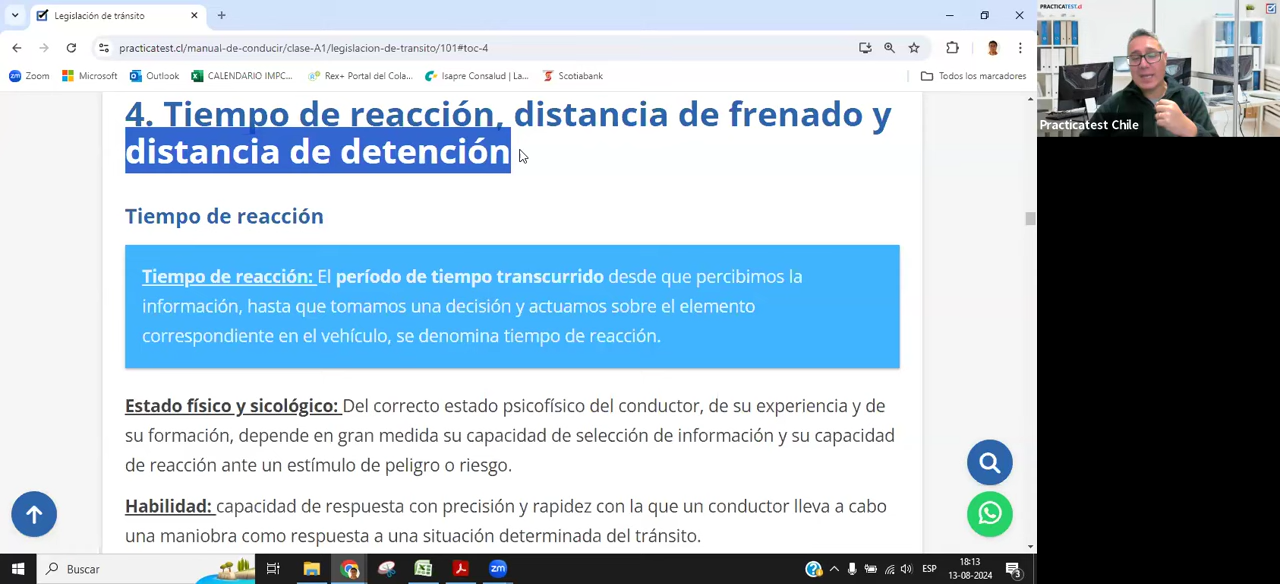 Legislación de tránsito
practicatest.cl/manual-de-conducir/clase-A1/legislacion-de-transito/101#toc-4
Zoom
Microsoft
Outlook
CALENDARIO IMPC...
Rex+ Portal del Cola...
Isapre Consalud | La...
Scotiabank
Todos los marcadores
4. Tiempo de reacción, distancia de frenado y
distancia de detención
Tiempo de reacción
Tiempo de reacción: El período de tiempo transcurrido desde que percibimos la
información, hasta que tomamos una decisión y actuamos sobre el elemento
correspondiente en el vehículo, se denomina tiempo de reacción.
Estado físico y sicológico: Del correcto estado psicofísico del conductor, de su experiencia y de
su formación, depende en gran medida su capacidad de selección de información y su capacidad
de reacción ante un estímulo de peligro o riesgo.
Habilidad: capacidad de respuesta con precisión y rapidez con la que un conductor lleva a cabo
una maniobra como respuesta a una situación determinada del tránsito.
PRACTICATEST.cl
Practicatest Chile
Buscar
zm
ESP
18:13
13-08-2024
3